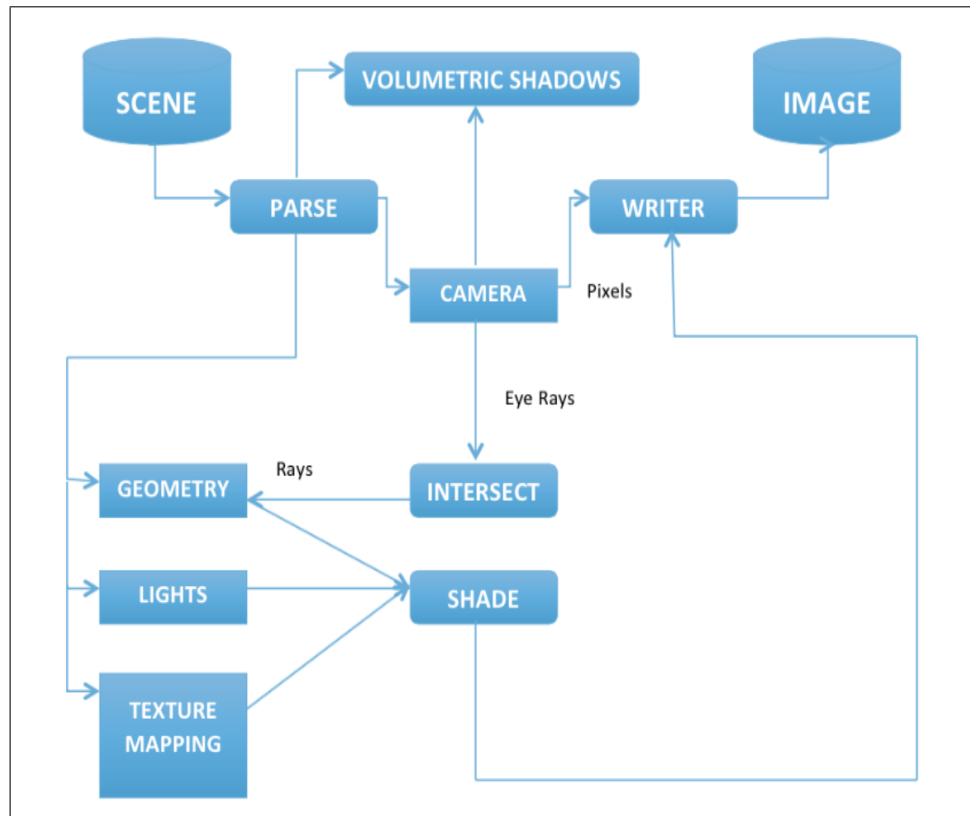 SCENE
VOLUMETRIC SHADOWS
IMAGE
PARSE
WRITER
CAMERA
Pixels
Eye Rays
Rays
GEOMETRY
INTERSECT
LIGHTS
SHADE
TEXTURE
MAPPING